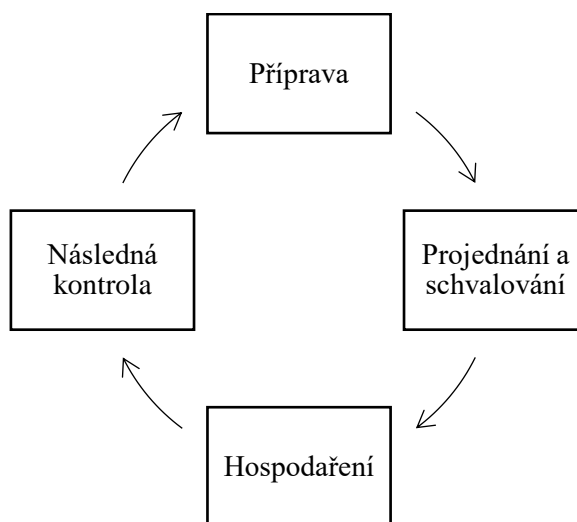 Příprava
Následná
kontrola
Projednání a
schvalování
Hospodaření